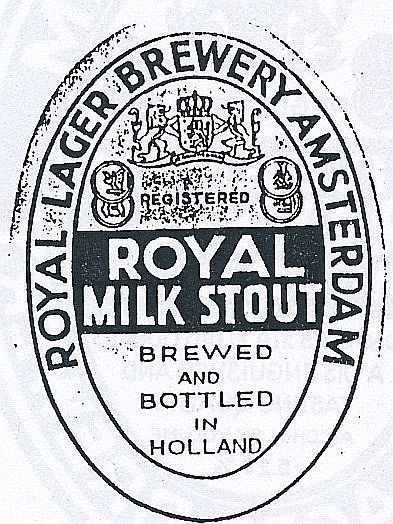 ROYAL LAGER BREWERY AMSTERDAM
REGISTERED
ROYAL
MILK STOUT
BREWED
AND
BOTTLED
IN
HOLLAND